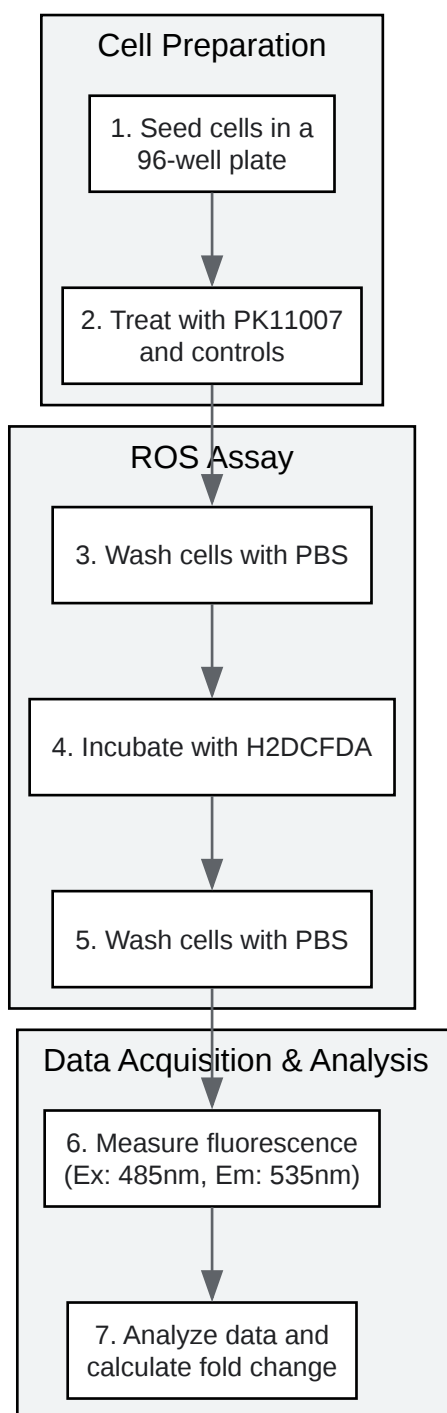 Cell Preparation
1. Seed cells in a
96-well plate
2. Treat with PK11007
and controls
ROS Assay
3. Wash cells with PBS
4. Incubate with H2DCFDA
5. Wash cells with PBS
Data Acquisition & Analysis
6. Measure fluorescence
(Ex: 485nm, Em: 535nm)
7. Analyze data and
calculate fold change